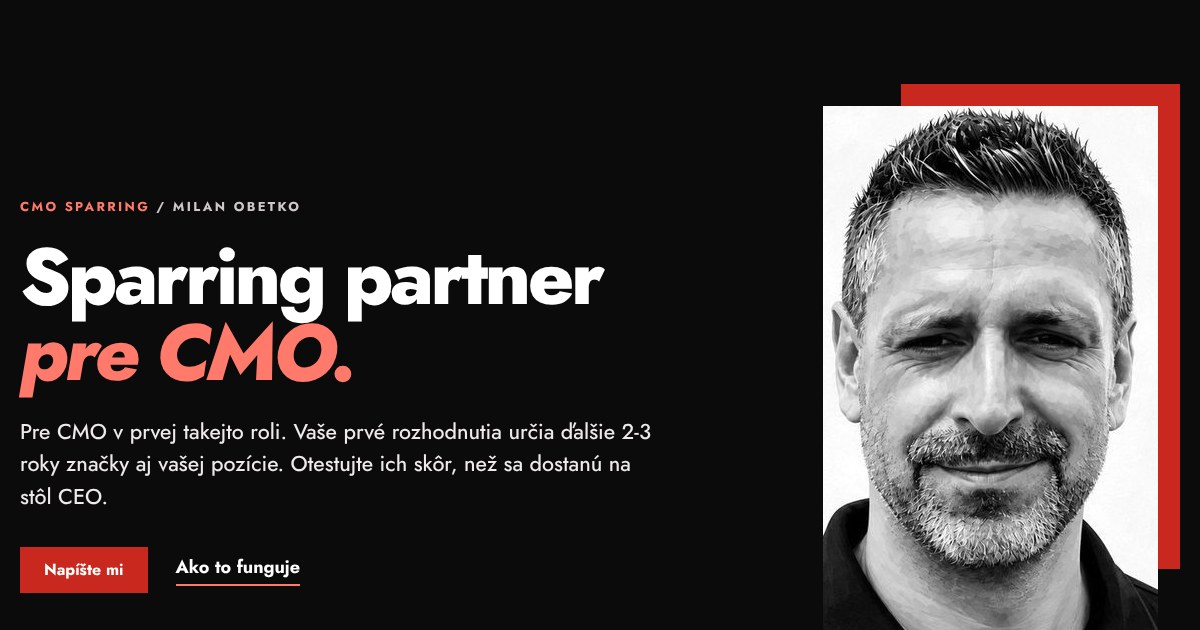 CMO SPARRING / MILAN OBETKO
Sparring partner
pre CMO.
Pre CMO v prvej takejto roli. Vaše prvé rozhodnutia určia ďalšie 2-3
roky značky aj vašej pozície. Otestujte ich skôr, než sa dostanú na
stôl CEO.
Napíšte mi
Ako to funguje